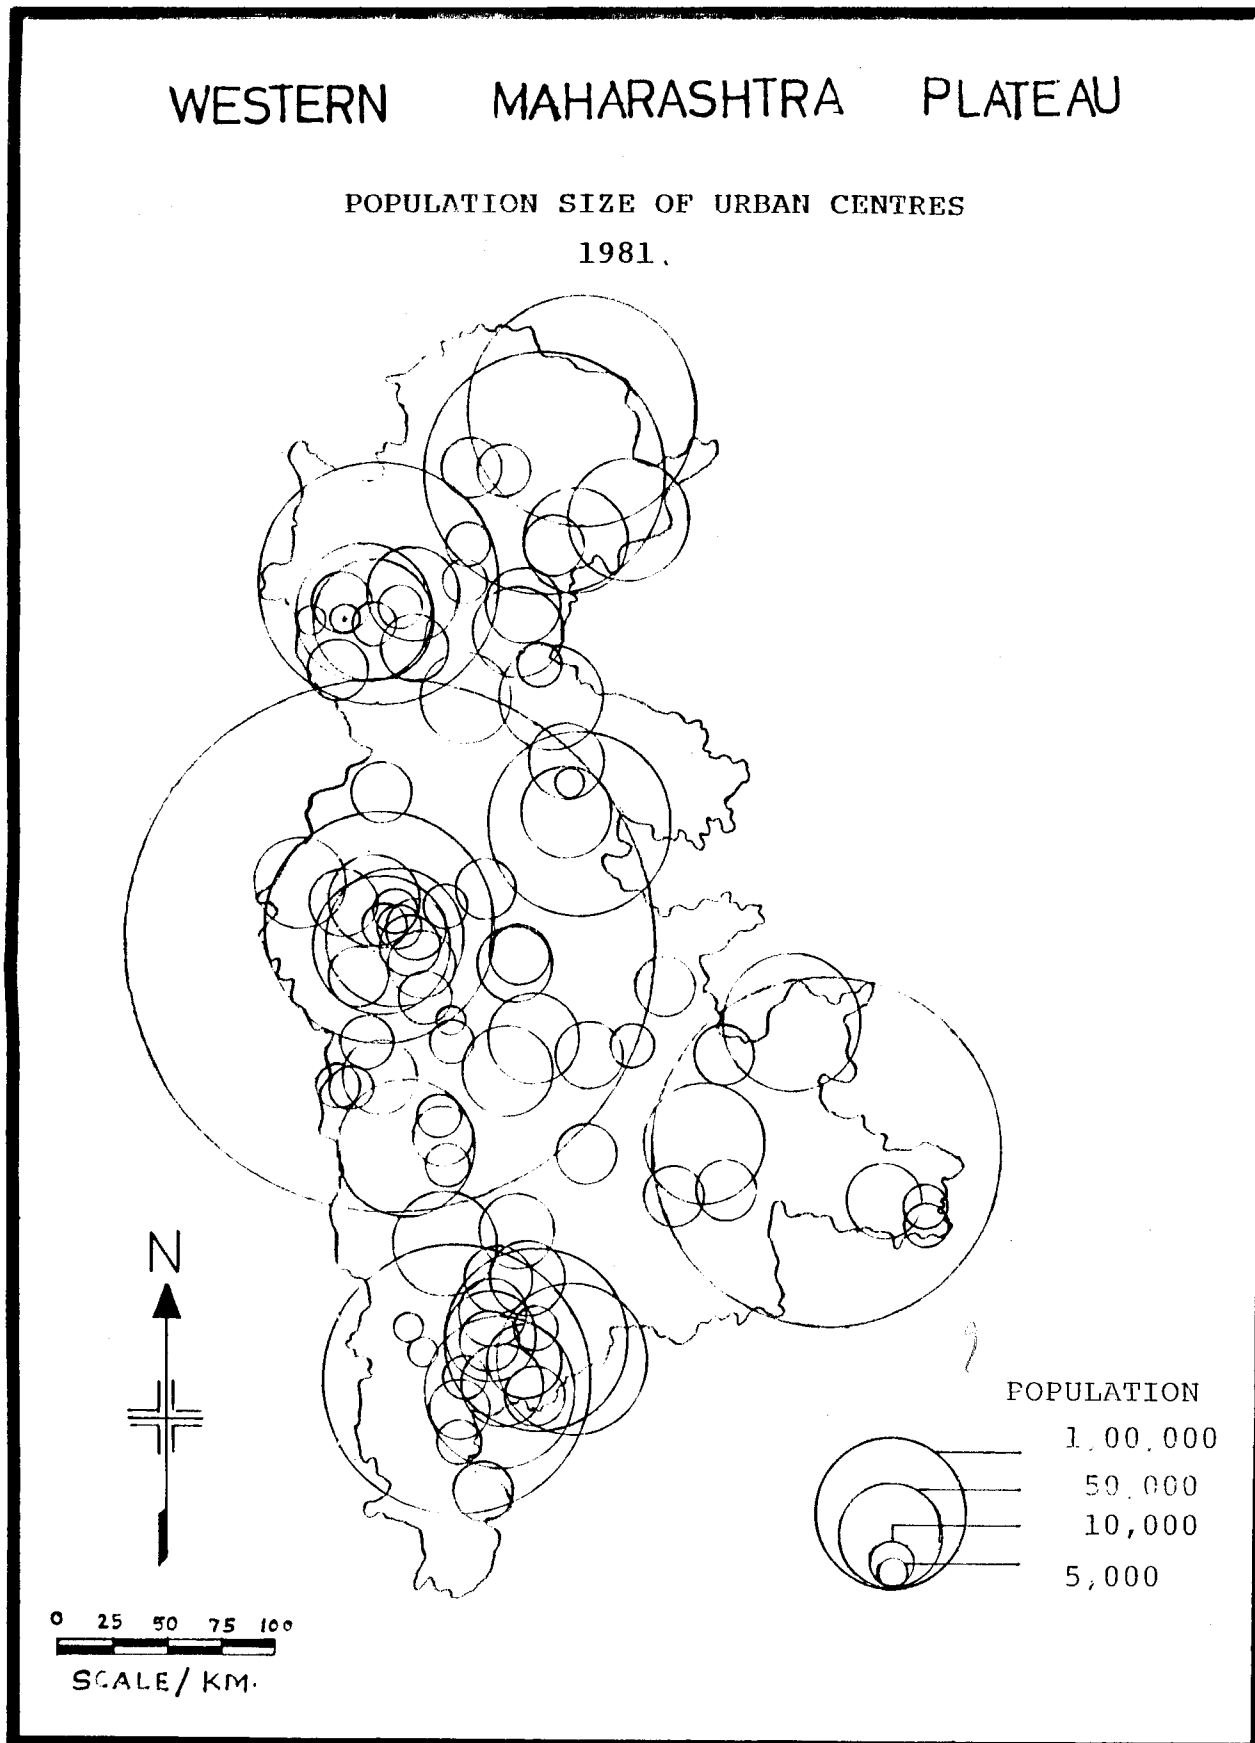 WESTERN MAHARASHTRA PLATEAU
POPULATION SIZE OF URBAN CENTRES
1981.
N
POPULATION
1,00,000
50,000
10,000
5,000
0 25 50 75 100
SCALE/KM.